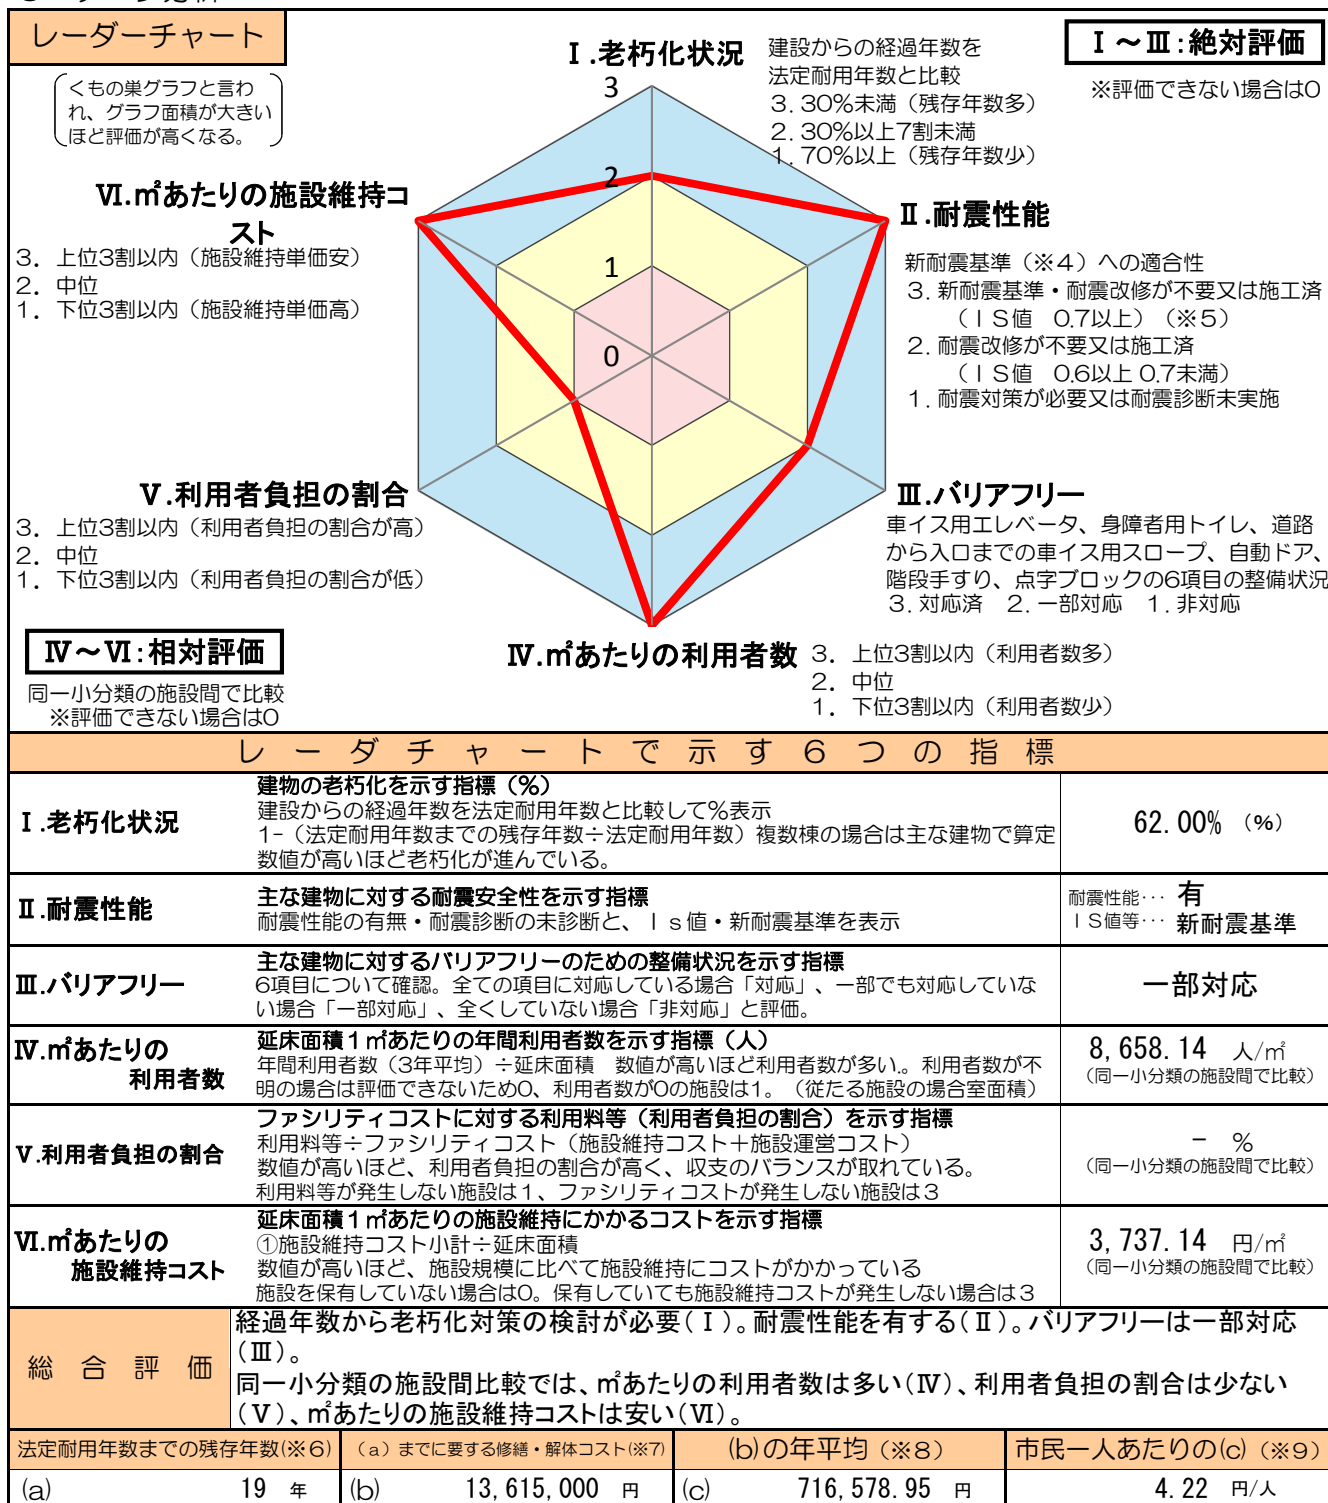 レーダーチャート
くもの巣グラフと言わ
れ、グラフ面積が大きい
ほど評価が高くなる。
Ⅰ.老朽化状況
建設からの経過年数を
法定耐用年数と比較
3. 30%未満（残存年数多）
2. 30%以上7割未満
1. 70%以上（残存年数少）
Ⅰ～Ⅲ:絶対評価
※評価できない場合は0
3
2
1
0
Ⅱ.耐震性能
新耐震基準（※4）への適合性
3. 新耐震基準・耐震改修が不要又は施工済
（ＩＳ値　0.7以上）（※5）
2. 耐震改修が不要又は施工済
（ＩＳ値　0.6以上 0.7未満）
1. 耐震対策が必要又は耐震診断未実施
Ⅲ.バリアフリー
車イス用エレベータ、身障者用トイレ、道路
から入口までの車イス用スロープ、自動ドア、
階段手すり、点字ブロックの6項目の整備状況
3. 対応済　2. 一部対応　1. 非対応
Ⅳ.㎡あたりの利用者数
3. 上位3割以内（利用者数多）
2. 中位
1. 下位3割以内（利用者数少）
Ⅵ.㎡あたりの施設維持コ
スト
3. 上位3割以内（施設維持単価安）
2. 中位
1. 下位3割以内（施設維持単価高）
Ⅴ.利用者負担の割合
3. 上位3割以内（利用者負担の割合が高）
2. 中位
1. 下位3割以内（利用者負担の割合が低）
Ⅳ～Ⅵ:相対評価
同一小分類の施設間で比較
※評価できない場合は0
レーダチャートで示す6つの指標
Ⅰ.老朽化状況
建物の老朽化を示す指標（%）
建設からの経過年数を法定耐用年数と比較して%表示
1-（法定耐用年数までの残存年数÷法定耐用年数）複数棟の場合は主な建物で算定
数値が高いほど老朽化が進んでいる。
62.00% （%）
Ⅱ.耐震性能
主な建物に対する耐震安全性を示す指標
耐震性能の有無・耐震診断の未診断と、Ｉｓ値・新耐震基準を表示
耐震性能… 有
ＩＳ値等… 新耐震基準
Ⅲ.バリアフリー
主な建物に対するバリアフリーのための整備状況を示す指標
6項目について確認。全ての項目に対応している場合「対応」、一部でも対応していな
い場合「一部対応」、全くしていない場合「非対応」と評価。
一部対応
Ⅳ.㎡あたりの
利用者数
延床面積１㎡あたりの年間利用者数を示す指標（人）
年間利用者数（3年平均）÷延床面積　数値が高いほど利用者数が多い。利用者数が不
明の場合は評価できないため0、利用者数が0の施設は1。（従たる施設の場合室面積）
8,658.14 人/㎡
（同一小分類の施設間で比較）
Ⅴ.利用者負担の割合
ファシリティコストに対する利用料等（利用者負担の割合）を示す指標
利用料等÷ファシリティコスト（施設維持コスト＋施設運営コスト）
数値が高いほど、利用者負担の割合が高く、収支のバランスが取れている。
利用料等が発生しない施設は１、ファシリティコストが発生しない施設は３
- %
（同一小分類の施設間で比較）
Ⅵ.㎡あたりの
施設維持コスト
延床面積１㎡あたりの施設維持にかかるコストを示す指標
①施設維持コスト小計÷延床面積
数値が高いほど、施設規模に比べて施設維持にコストがかかっている
施設を保有していない場合は0。保有していても施設維持コストが発生しない場合は３
3,737.14 円/㎡
（同一小分類の施設間で比較）
総合評価
経過年数から老朽化対策の検討が必要(Ⅰ)。耐震性能を有する(Ⅱ)。バリアフリーは一部対応
(Ⅲ)。
同一小分類の施設間比較では、㎡あたりの利用者数は多い(Ⅳ)、利用者負担の割合は少ない
(Ⅴ)、㎡あたりの施設維持コストは安い(Ⅵ)。
法定耐用年数までの残存年数(※6)
（a）までに要する修繕・解体コスト(※7)
(b)の年平均（※8）
市民一人あたりの(c)（※9）
(a) 19 年
(b) 13,615,000 円
(c) 716,578.95 円
4.22 円/人